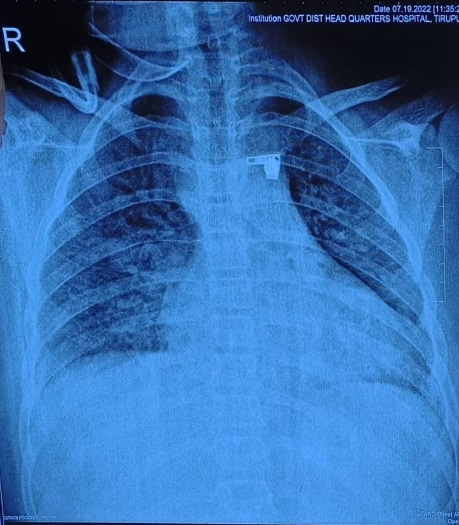 Date 07.19.2022 [11:35:2
Institution GOVT DIST HEAD QUARTERS HOSPITAL, TIRUPU
R